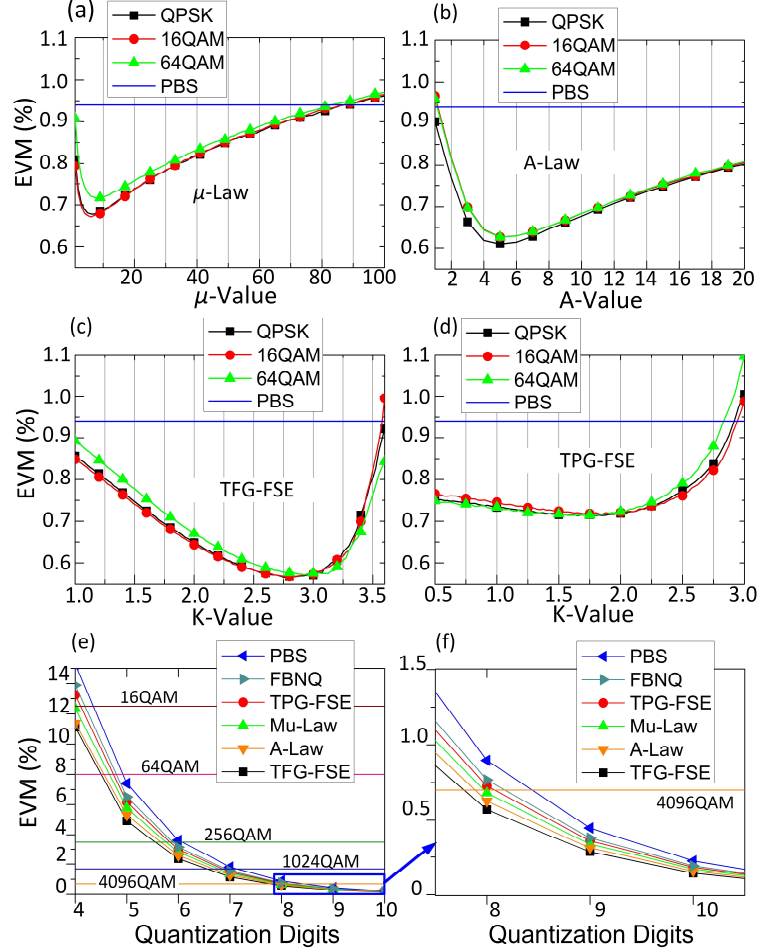 (a)
QPSK
16QAM
64QAM
PBS
1.1
1.0
0.9
0.8
0.7
0.6
EVM (%)
μ-Law
20 40 60 80 100
μ-Value
(b)
QPSK
16QAM
64QAM
PBS
1.1
1.0
0.9
0.8
0.7
0.6
A-Law
2 4 6 8 10 12 14 16 18 20
A-Value
(c)
QPSK
16QAM
64QAM
PBS
1.1
1.0
0.9
0.8
0.7
0.6
EVM (%)
TFG-FSE
1.0 1.5 2.0 2.5 3.0 3.5
K-Value
(d)
QPSK
16QAM
64QAM
PBS
1.1
1.0
0.9
0.8
0.7
0.6
TPG-FSE
0.5 1.0 1.5 2.0 2.5 3.0
K-Value
(e)
PBS
FBNQ
TPG-FSE
Mu-Law
A-Law
TFG-FSE
14
12
10
8
6
4
2
0
EVM (%)
16QAM
64QAM
256QAM
1024QAM
4096QAM
4 5 6 7 8 9 10
Quantization Digits
(f)
PBS
FBNQ
TPG-FSE
Mu-Law
A-Law
TFG-FSE
1.5
1.0
0.5
0
4096QAM
8 9 10
Quantization Digits